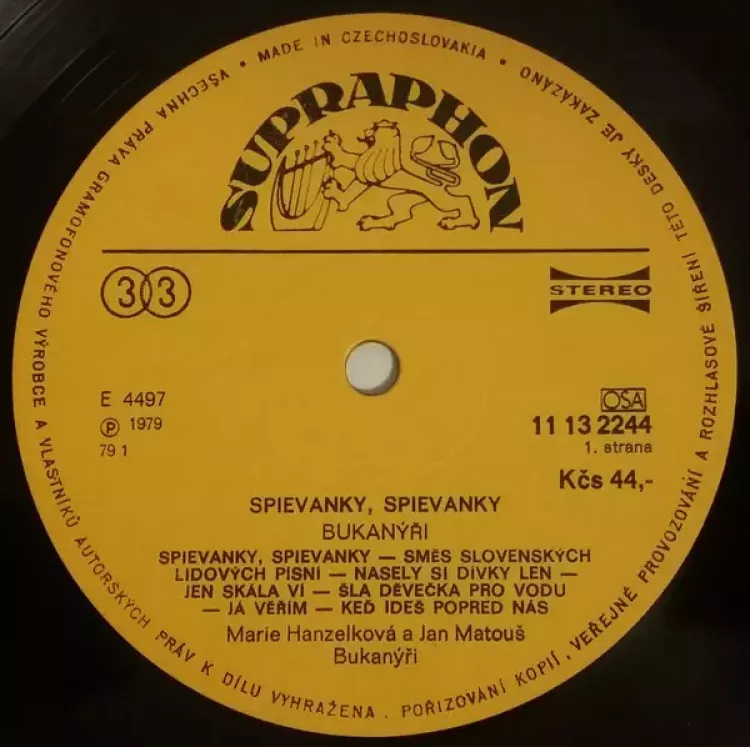 • MADE IN CZECHOSLOVAKIA •
SUPRAPHON
33
STEREO
E 4497
Ⓟ 1979
79 1
OSA
11 13 2244
1. strana
Kčs 44,-
SPIEVANKY, SPIEVANKY
BUKANÝŘI
SPIEVANKY, SPIEVANKY — SMĚS SLOVENSKÝCH
LIDOVÝCH PÍSNÍ — NASELY SI DÍVKY LEN —
JEN SKÁLA VÍ — ŠLA DĚVEČKA PRO VODU
— JÁ VĚŘÍM — KEĎ IDEŠ POPRED NÁS
Marie Hanzelková a Jan Matouš
Bukanýři
VŠECHNA PRÁVA GRAMOFONOVÉHO VÝROBCE A VLASTNÍKŮ AUTORSKÝCH PRÁV K DÍLU VYHRAŽENA. POŘIZOVÁNÍ KOPIÍ, VEŘEJNÉ PROVOZOVÁNÍ A ROZHLASOVÉ ŠÍŘENÍ TÉTO DESKY JE ZAKÁZÁNO